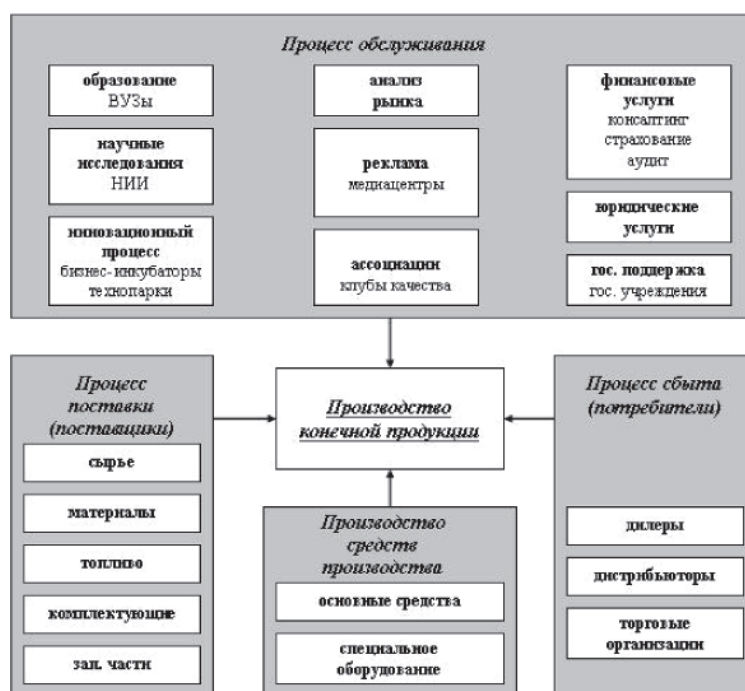 Процесс обслуживания
образование
ВУЗы
научные
исследования
НИИ
инновационный
процесс
бизнес-инкубаторы
технопарки
анализ
рынка
реклама
медиацентры
ассоциации
клубы качества
финансовые
услуги
консалтинг
страхование
аудит
юридические
услуги
гос. поддержка
гос. учреждения
Процесс
поставки
(поставщики)
сырье
материалы
топливо
комплектующие
зап. части
Производство
конечной продукции
Производство
средств
производства
основные средства
специальное
оборудование
Процесс сбыта
(потребители)
дилеры
дистрибьюторы
торговые
организации